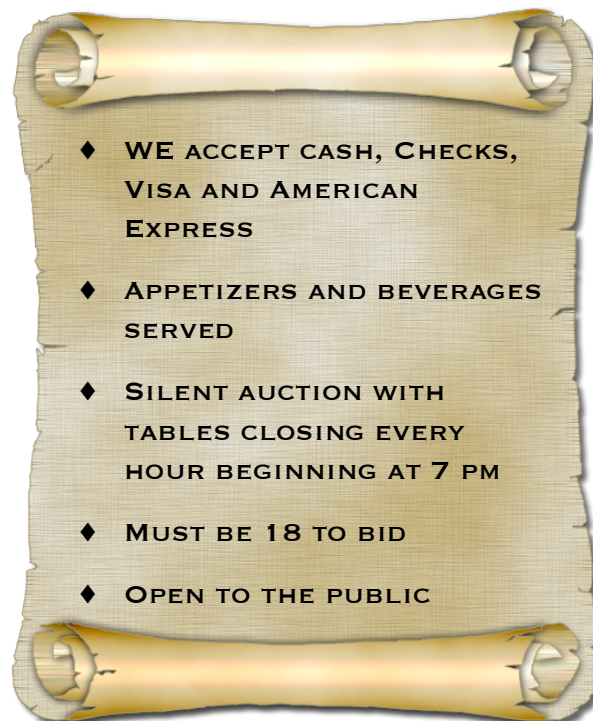 ♦ WE ACCEPT CASH, CHECKS,
VISA AND AMERICAN
EXPRESS
♦ APPETIZERS AND BEVERAGES
SERVED
♦ SILENT AUCTION WITH
TABLES CLOSING EVERY
HOUR BEGINNING AT 7 PM
♦ MUST BE 18 TO BID
♦ OPEN TO THE PUBLIC